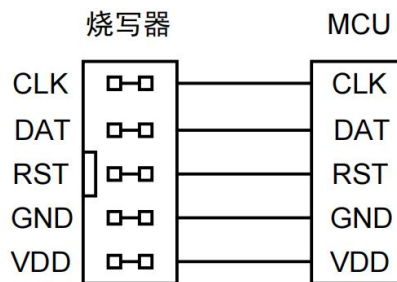 烧写器 MCU
CLK CLK
DAT DAT
RST RST
GND GND
VDD VDD